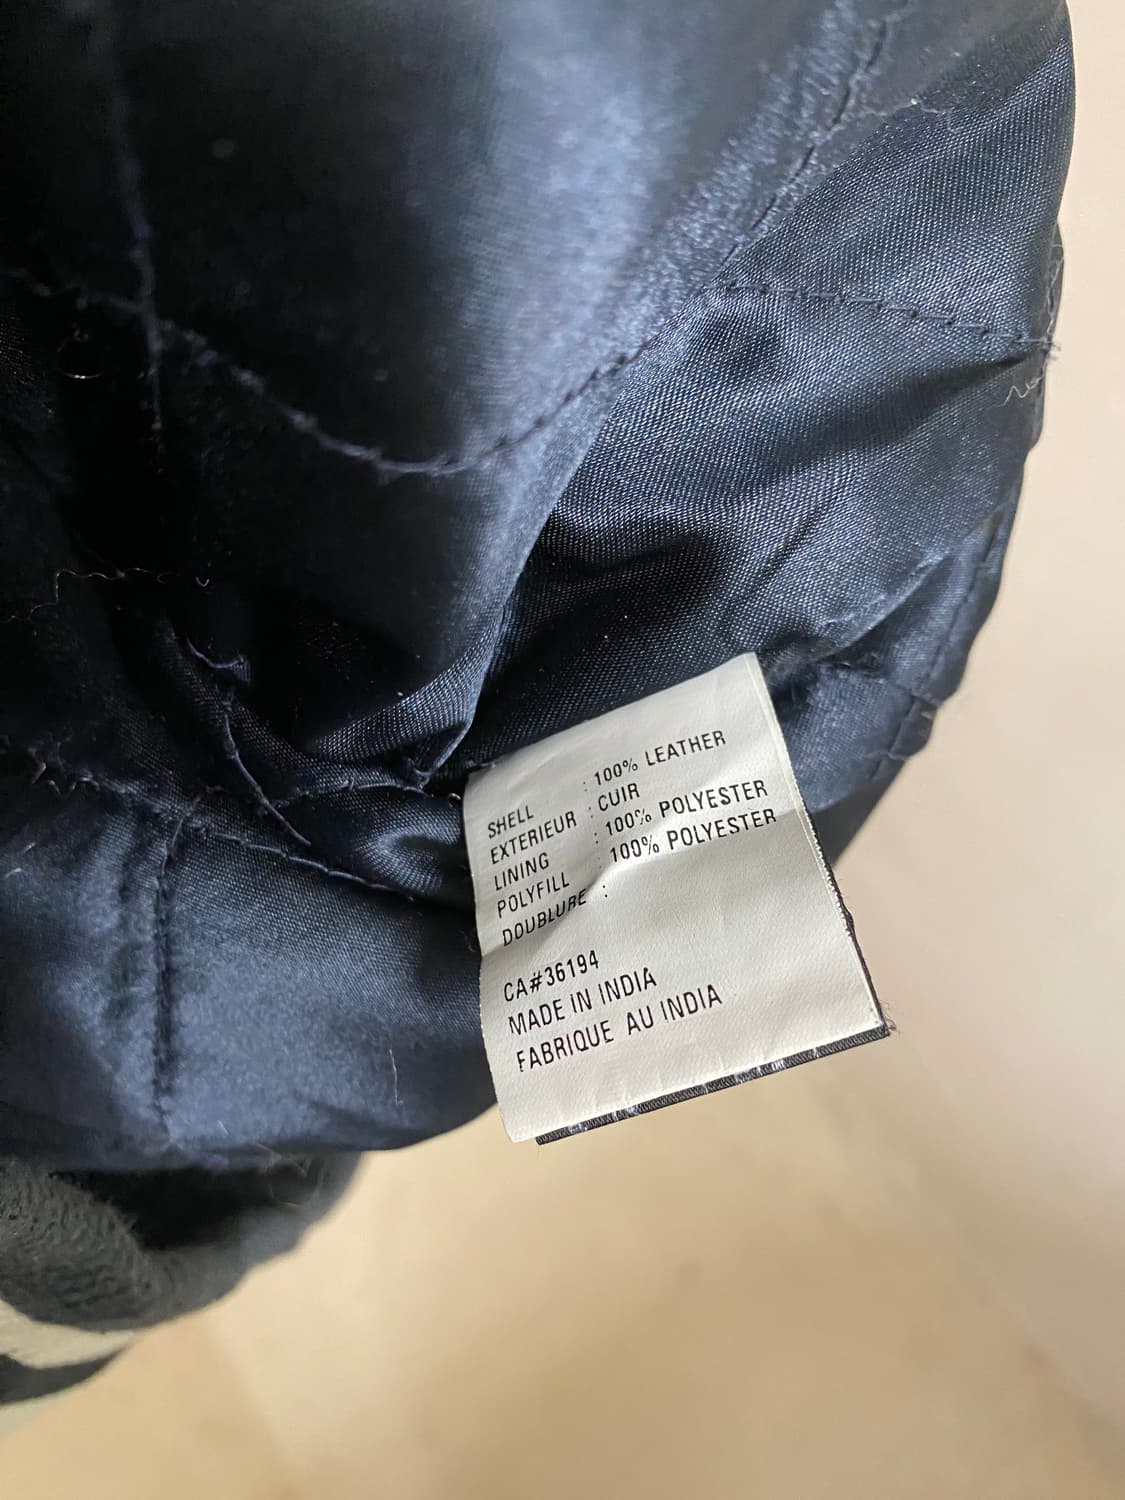 SHELL : 100% LEATHER
EXTERIEUR : CUIR
LINING : 100% POLYESTER
POLYFILL : 100% POLYESTER
DOUBLURE :
CA#36194
MADE IN INDIA
FABRIQUE AU INDIA